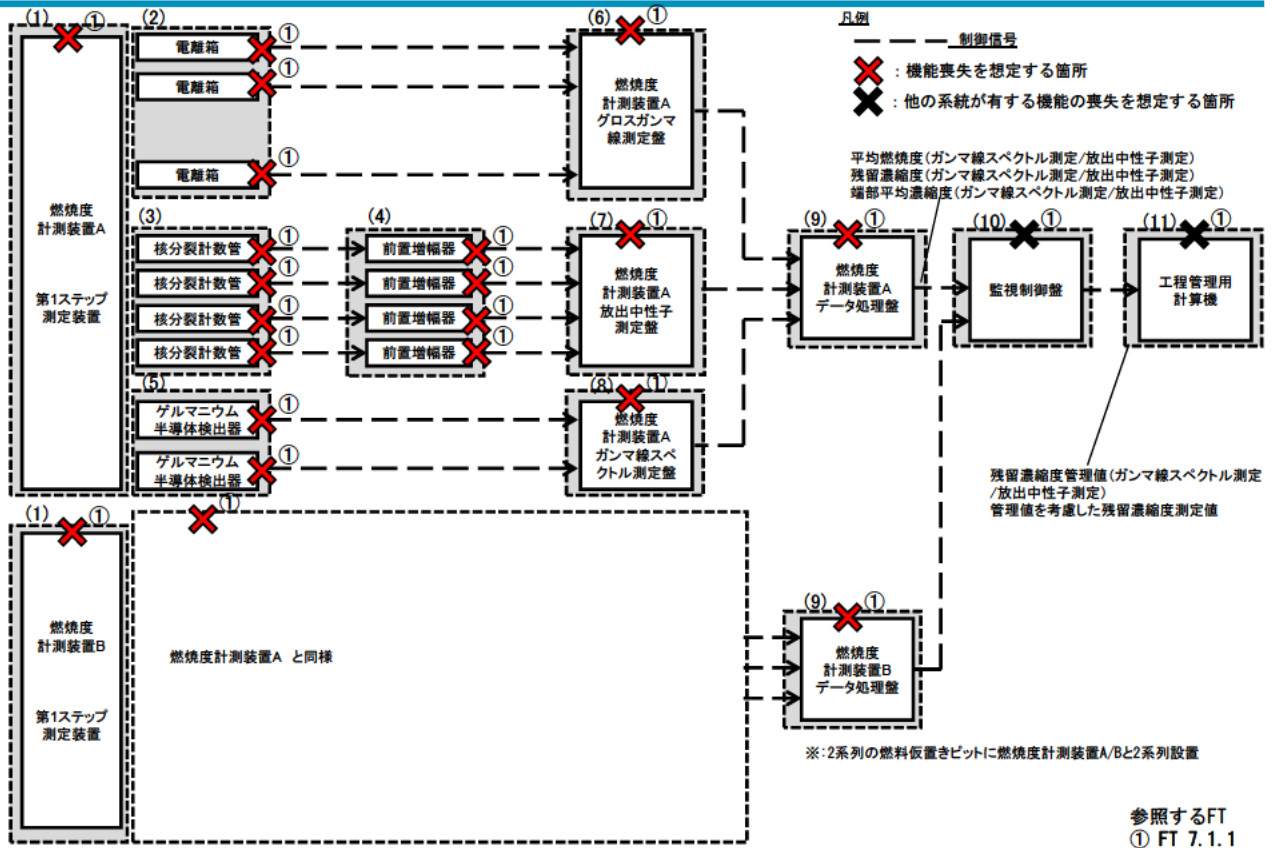 (1) ①
燃焼度
計測装置A
第1ステップ
測定装置
(2)
電離箱 ①
電離箱 ①
電離箱 ①
(3)
核分裂計数管 ①
核分裂計数管 ①
核分裂計数管 ①
核分裂計数管 ①
(4)
前置増幅器 ①
前置増幅器 ①
前置増幅器 ①
前置増幅器 ①
(5)
ゲルマニウム
半導体検出器 ①
ゲルマニウム
半導体検出器 ①
(6) ①
燃焼度
計測装置A
グロスガンマ
線測定盤
(7) ①
燃焼度
計測装置A
放出中性子
測定盤
(8) ①
燃焼度
計測装置A
ガンマ線スペ
クトル測定盤
凡例
制御信号
：機能喪失を想定する箇所
：他の系統が有する機能の喪失を想定する箇所
平均燃焼度(ガンマ線スペクトル測定/放出中性子測定)
残留濃縮度(ガンマ線スペクトル測定/放出中性子測定)
端部平均濃縮度(ガンマ線スペクトル測定/放出中性子測定)
(9) ①
燃焼度
計測装置A
データ処理盤
(10) ①
監視制御盤
(11) ①
工程管理用
計算機
残留濃縮度管理値(ガンマ線スペクトル測定
/放出中性子測定)
管理値を考慮した残留濃縮度測定値
(1) ①
燃焼度
計測装置B
第1ステップ
測定装置
①
燃焼度計測装置A と同様
(9) ①
燃焼度
計測装置B
データ処理盤
※:2系列の燃料仮置きピットに燃焼度計測装置A/Bと2系列設置
参照するFT
① FT 7.1.1